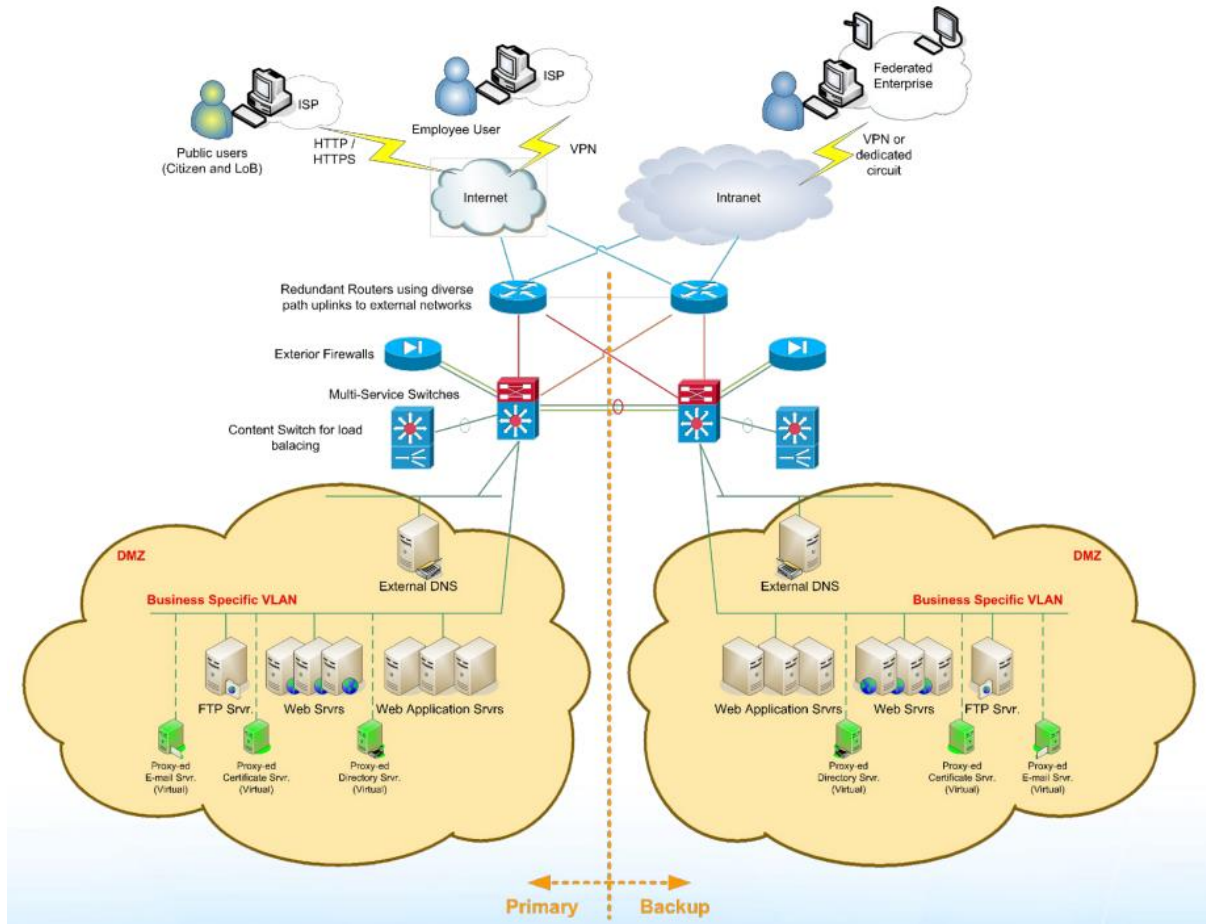 ISP
Public users
(Citizen and LoB)
HTTP /
HTTPS
ISP
Employee User
VPN
Federated
Enterprise
VPN or
dedicated
circuit
Internet
Intranet
Redundant Routers using diverse
path uplinks to external networks
Exterior Firewalls
Multi-Service Switches
Content Switch for load
balacing
DMZ
External DNS
Business Specific VLAN
FTP Srvr.
Web Srvrs
Web Application Srvrs
Proxy-ed
E-mail Srvr.
(Virtual)
Proxy-ed
Certificate Srvr.
(Virtual)
Proxy-ed
Directory Srvr.
(Virtual)
DMZ
External DNS
Business Specific VLAN
Web Application Srvrs
Web Srvrs
FTP Srvr.
Proxy-ed
Directory Srvr.
(Virtual)
Proxy-ed
Certificate Srvr.
(Virtual)
Proxy-ed
E-mail Srvr.
(Virtual)
Primary
Backup